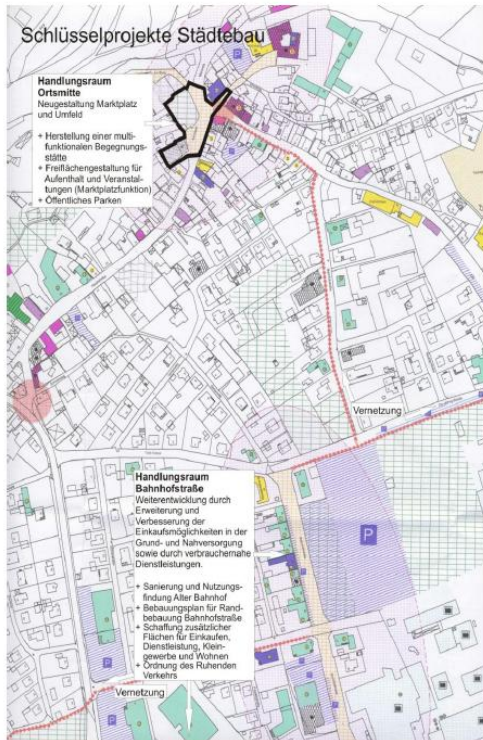 Schlüsselprojekte Städtebau
Handlungsraum
Ortsmitte
Neugestaltung Marktplatz
und Umfeld
+ Herstellung einer multi-
funktionalen Begegnungs-
stätte
+ Freiflächengestaltung für
Aufenthalt und Veranstal-
tungen (Marktplatzfunktion)
+ Öffentliches Parken
P
Vernetzung
Handlungsraum
Bahnhofstraße
Weiterentwicklung durch
Erweiterung und
Verbesserung der
Einkaufsmöglichkeiten in der
Grund- und Nahversorgung
sowie durch verbrauchernahe
Dienstleistungen.
+ Sanierung und Nutzungs-
findung Alter Bahnhof
+ Bebauungsplan für Rand-
bebauung Bahnhofstraße
+ Schaffung zusätzlicher
Flächen für Einkaufen,
Dienstleistung, Klein-
gewerbe und Wohnen
+ Ordnung des Ruhenden
Verkehrs
P
P
Vernetzung
P
P